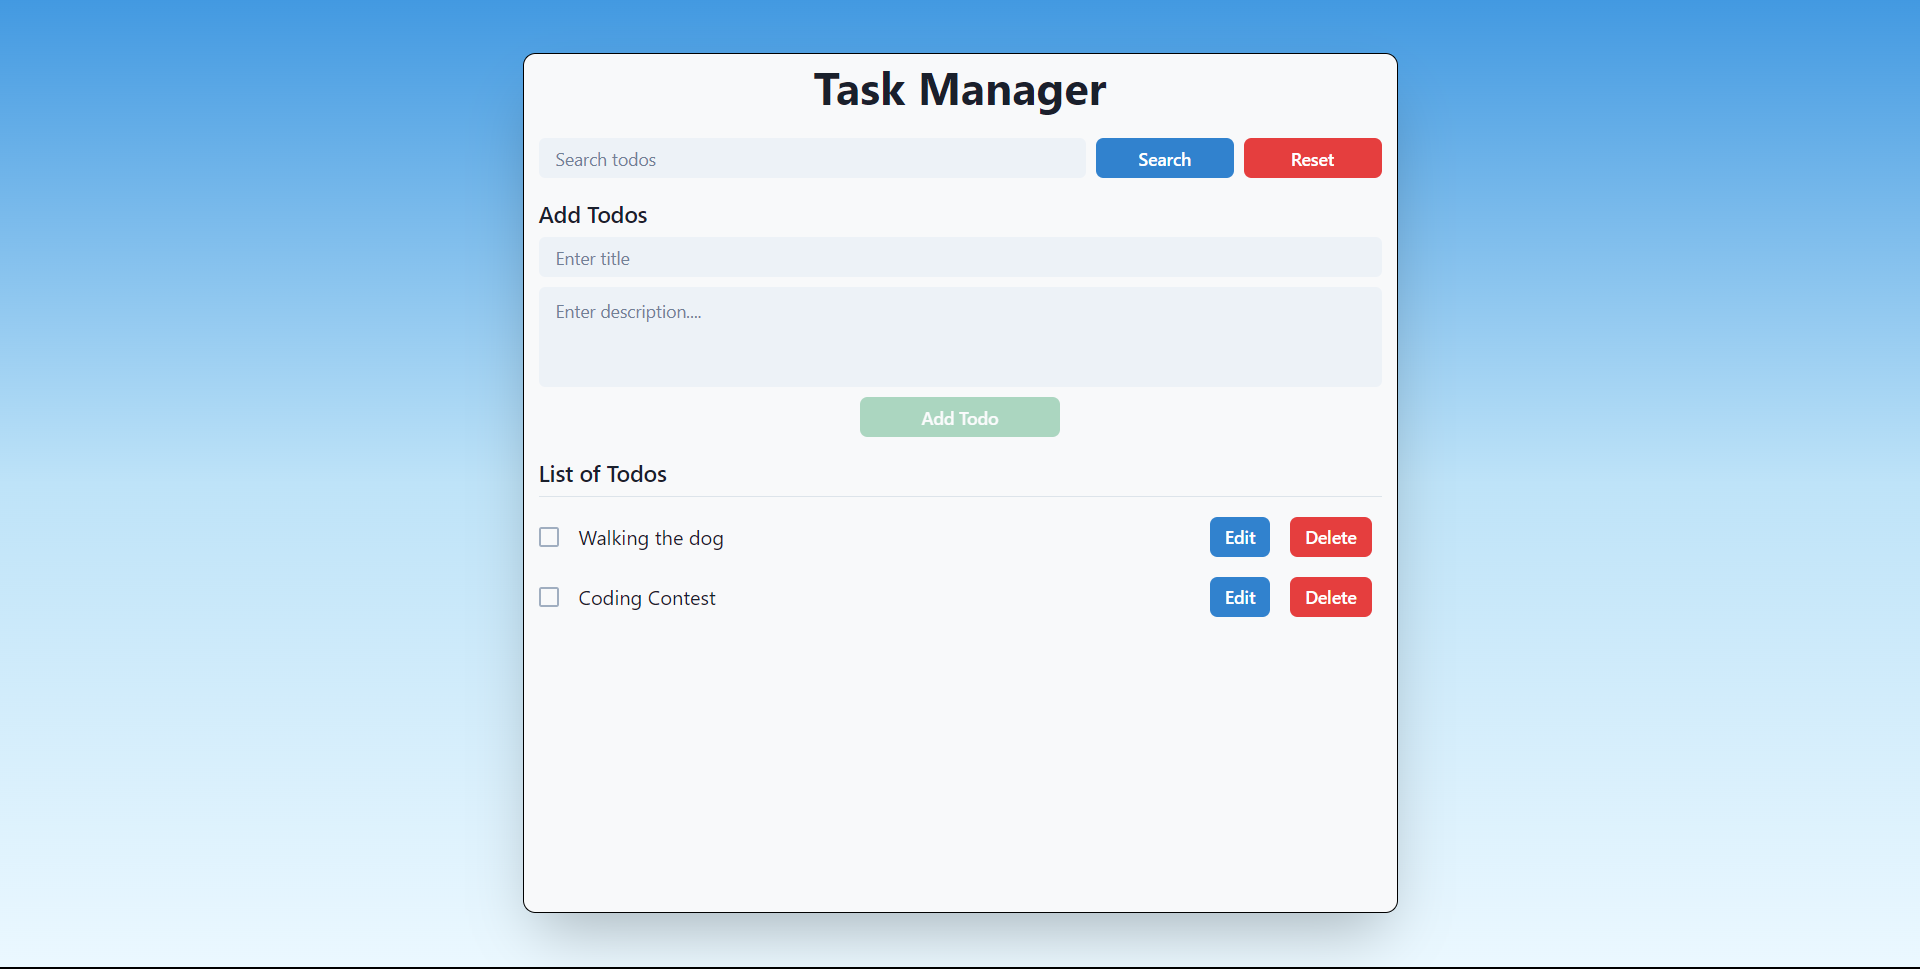 Task Manager
Search todos Search Reset
Add Todos
Enter title
Enter description....
Add Todo
List of Todos
Walking the dog Edit Delete
Coding Contest Edit Delete